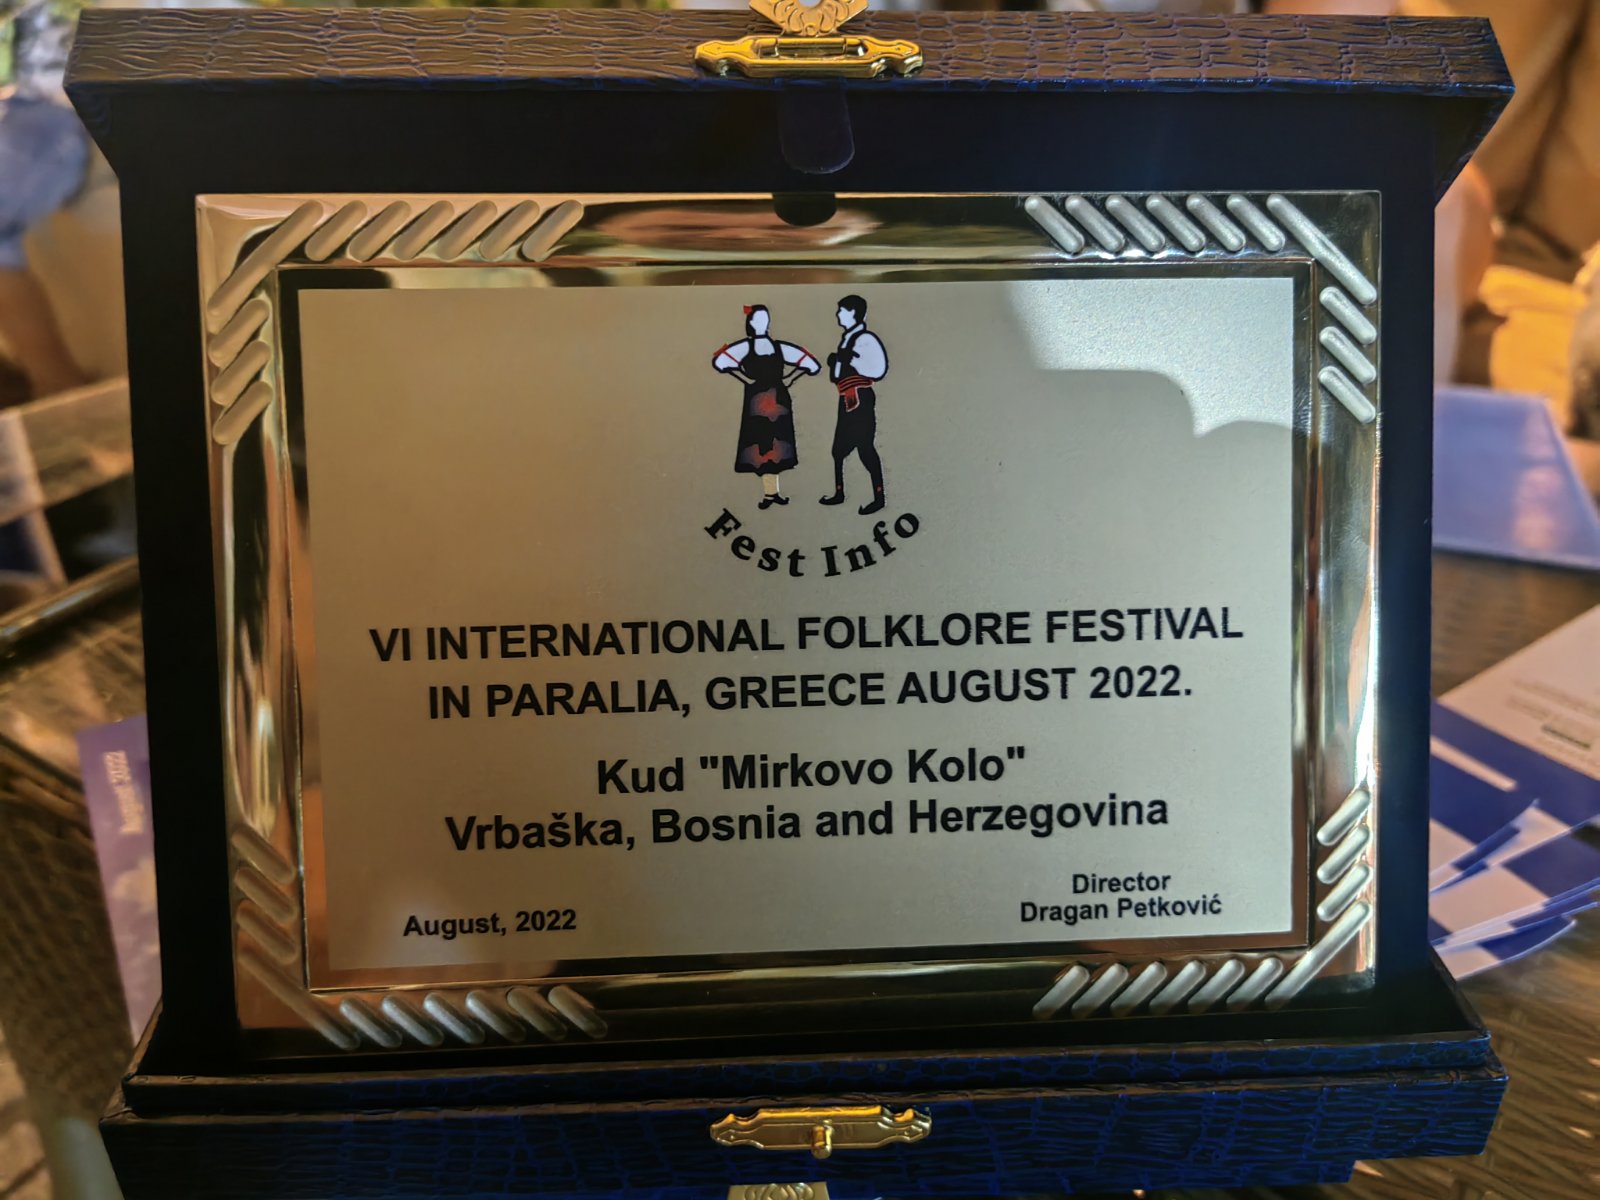 Fest Info
VI INTERNATIONAL FOLKLORE FESTIVAL
IN PARALIA, GREECE AUGUST 2022.
Kud "Mirkovo Kolo"
Vrbaška, Bosnia and Herzegovina
August, 2022
Director
Dragan Petković